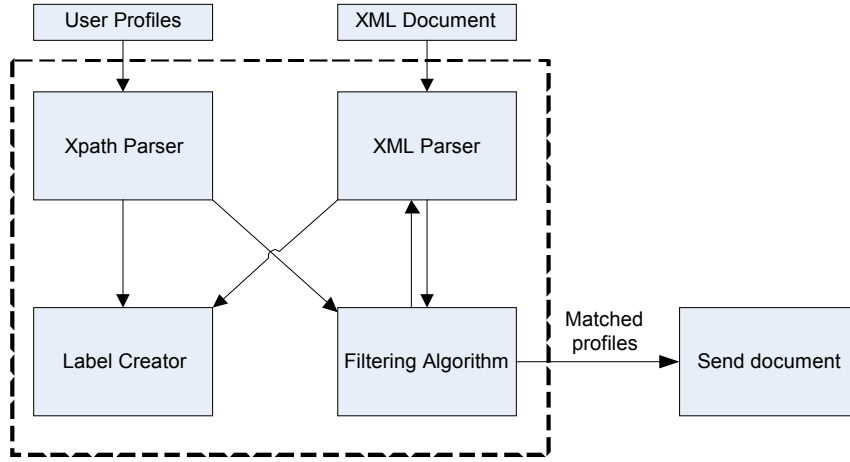 User Profiles
XML Document
Xpath Parser
XML Parser
Label Creator
Filtering Algorithm
Matched
profiles
Send document